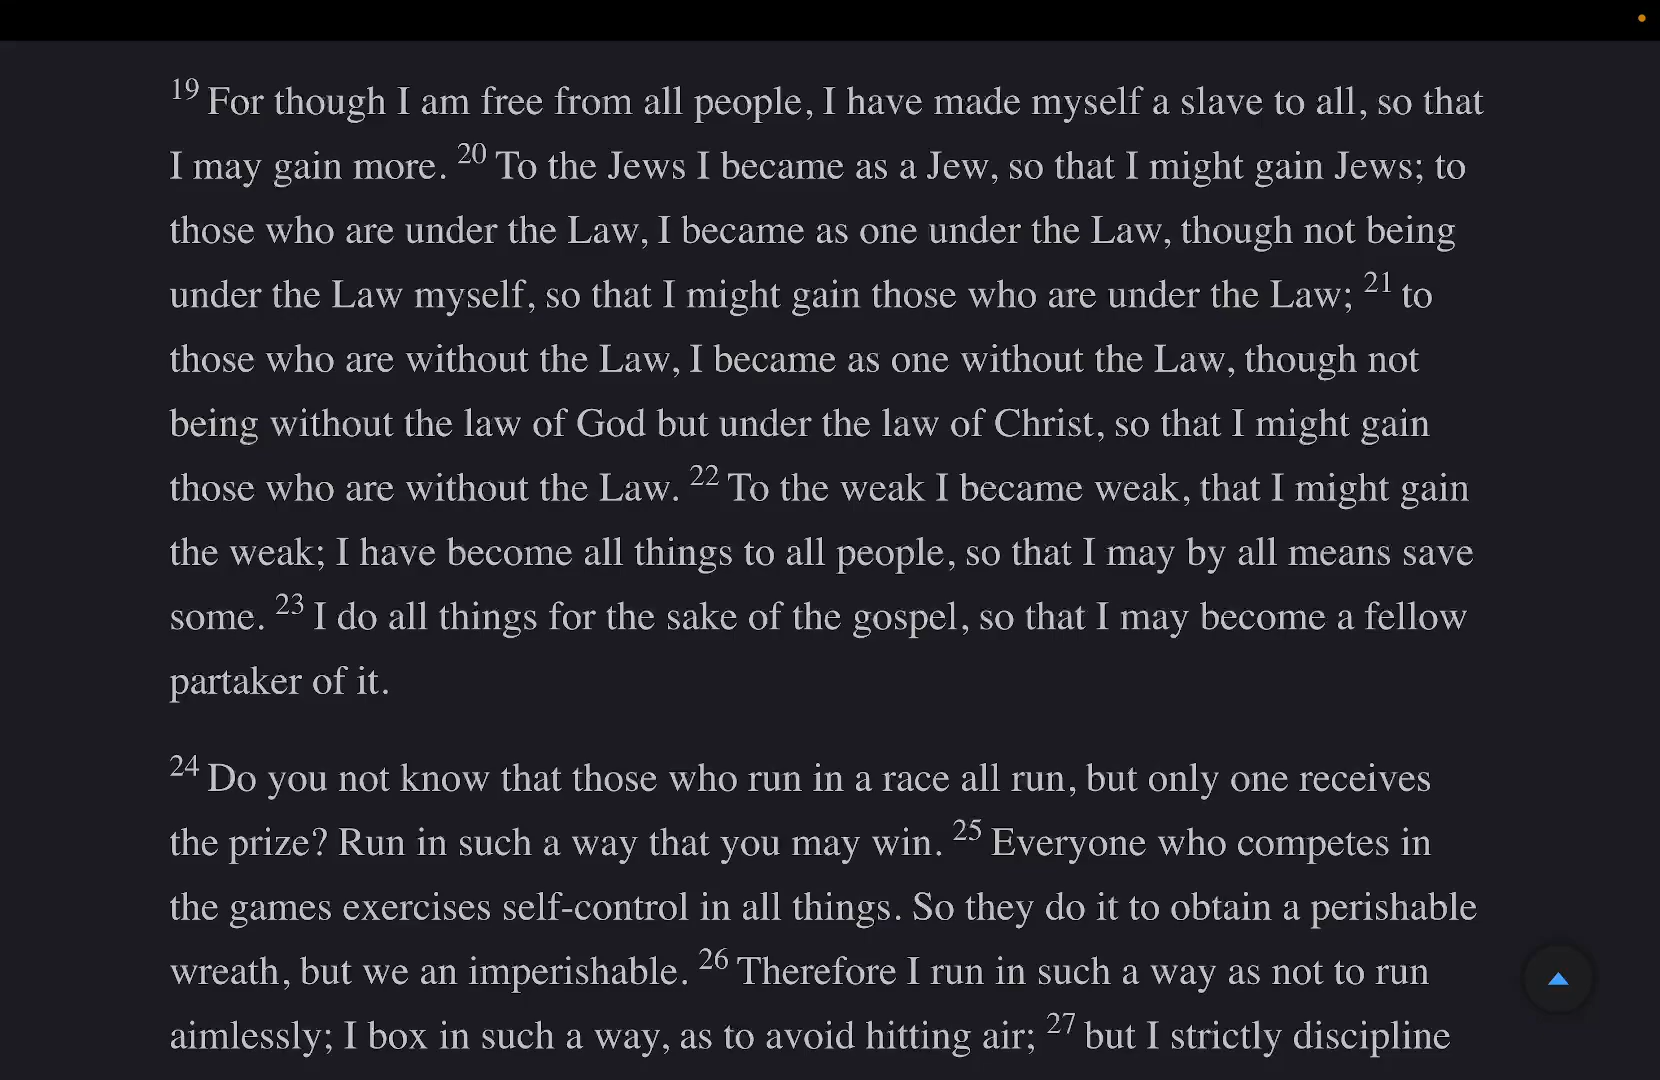 19 For though I am free from all people, I have made myself a slave to all, so that
I may gain more. 20 To the Jews I became as a Jew, so that I might gain Jews; to
those who are under the Law, I became as one under the Law, though not being
under the Law myself, so that I might gain those who are under the Law; 21 to
those who are without the Law, I became as one without the Law, though not
being without the law of God but under the law of Christ, so that I might gain
those who are without the Law. 22 To the weak I became weak, that I might gain
the weak; I have become all things to all people, so that I may by all means save
some. 23 I do all things for the sake of the gospel, so that I may become a fellow
partaker of it.
24 Do you not know that those who run in a race all run, but only one receives
the prize? Run in such a way that you may win. 25 Everyone who competes in
the games exercises self-control in all things. So they do it to obtain a perishable
wreath, but we an imperishable. 26 Therefore I run in such a way as not to run
aimlessly; I box in such a way, as to avoid hitting air; 27 but I strictly discipline